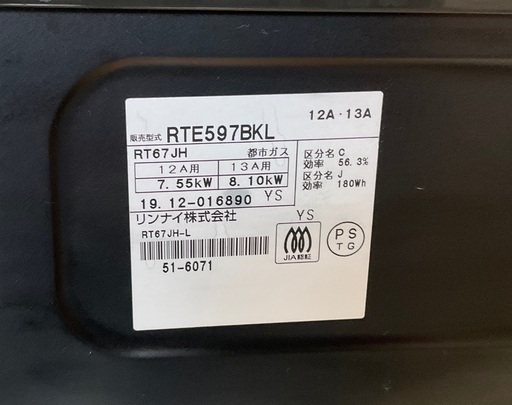 12A・13A
販売型式 RTE597BKL
RT67JH 都市ガス
12A用 13A用
7.55kW 8.10kW
区分名 C
効率 56.3%
区分名 J
効率 180Wh
19.12-016890 YS
リンナイ株式会社
YS
RT67JH-L
JIA認証
PS
TG
51-6071